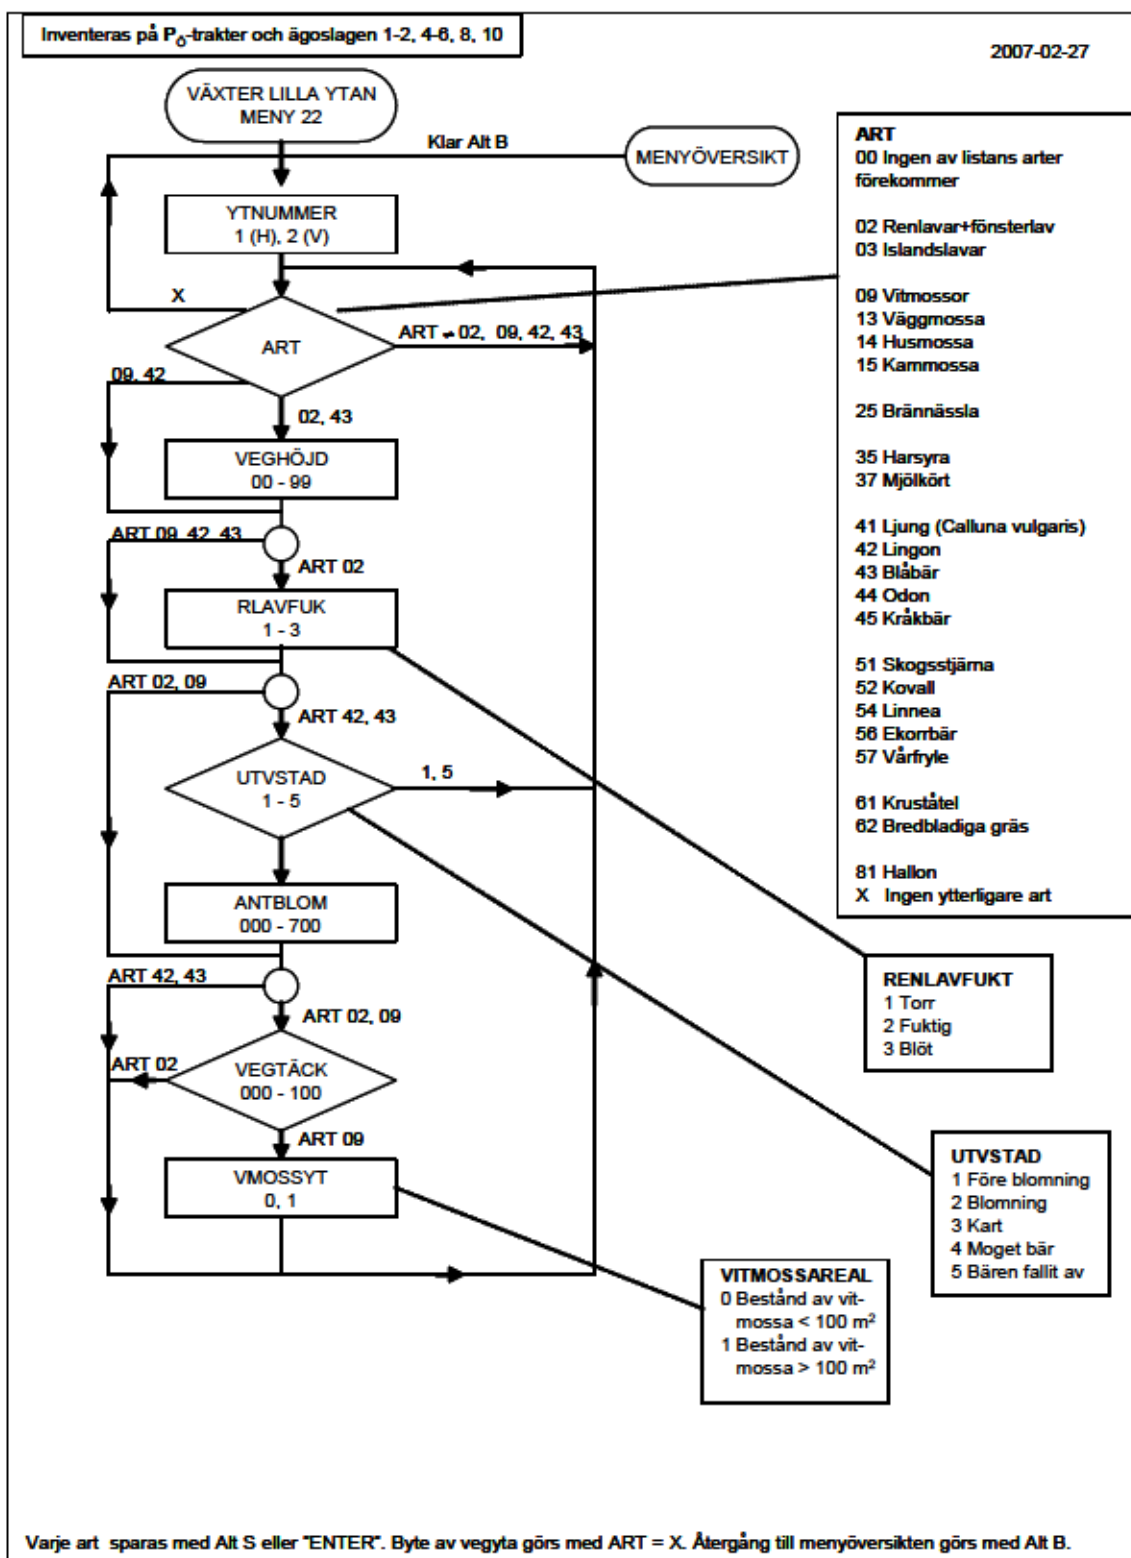 Inventeras på Pö-trakter och ägoslagen 1-2, 4-6, 8, 10
2007-02-27
VÄXTER LILLA YTAN
MENY 22
Klar Alt B
MENYÖVERSIKT
YTNUMMER
1 (H), 2 (V)
X
ART
ART ≠ 02, 09, 42, 43
09, 42
02, 43
VEGHÖJD
00 - 99
ART 09, 42, 43
ART 02
RLAVFUK
1 - 3
ART 02, 09
ART 42, 43
UTVSTAD
1 - 5
1, 5
ANTBLOM
000 - 700
ART 42, 43
ART 02, 09
ART 02
VEGTÄCK
000 - 100
ART 09
VMOSSYT
0, 1
ART
00 Ingen av listans arter
förekommer
02 Renlavar+fönsterlav
03 Islandslavar
09 Vitmossor
13 Väggmossa
14 Husmossa
15 Kammossa
25 Brännässla
35 Harsyra
37 Mjölkört
41 Ljung (Calluna vulgaris)
42 Lingon
43 Blåbär
44 Odon
45 Kråkbär
51 Skogsstjärna
52 Kovall
54 Linnea
56 Ekorrbär
57 Vårfryle
61 Kruståtel
62 Bredbladiga gräs
81 Hallon
X Ingen ytterligare art
RENLAVFUKT
1 Torr
2 Fuktig
3 Blöt
UTVSTAD
1 Före blomning
2 Blomning
3 Kart
4 Moget bär
5 Bären fallit av
VITMOSSAREAL
0 Bestånd av vit-
mossa < 100 m²
1 Bestånd av vit-
mossa > 100 m²
Varje art sparas med Alt S eller "ENTER". Byte av vegyta görs med ART = X. Återgång till menyöversikten görs med Alt B.